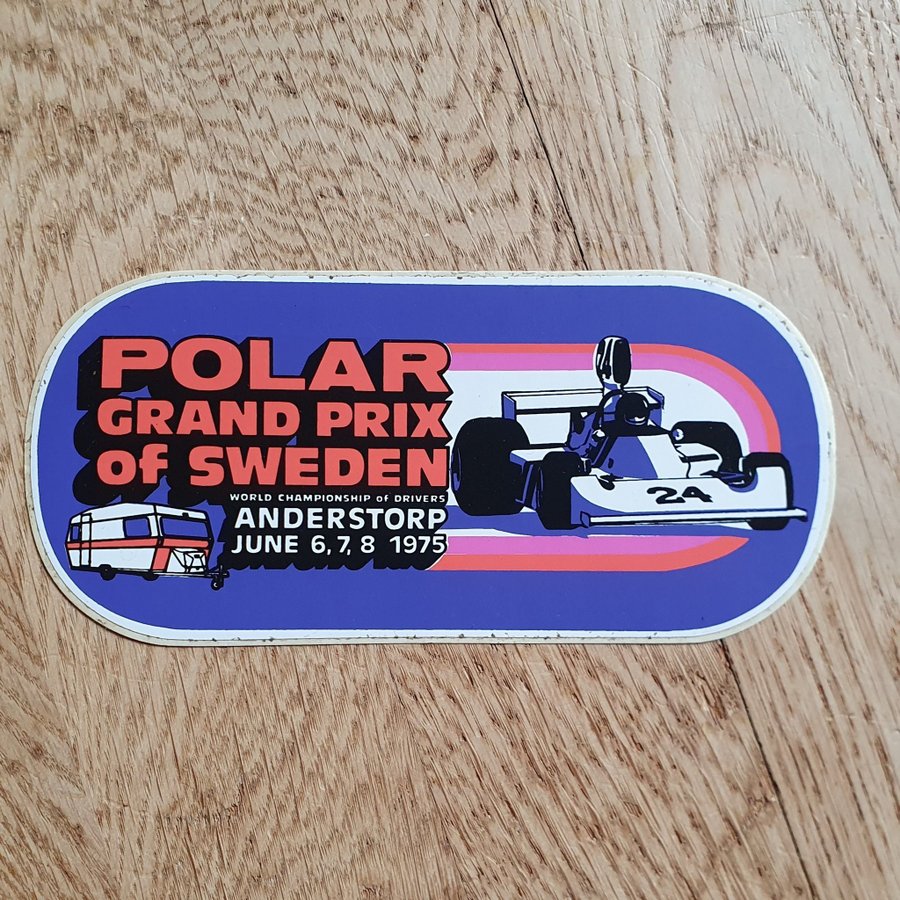 POLAR
GRAND PRIX
of SWEDEN
WORLD CHAMPIONSHIP of DRIVERS
ANDERSTORP
JUNE 6, 7, 8 1975
24